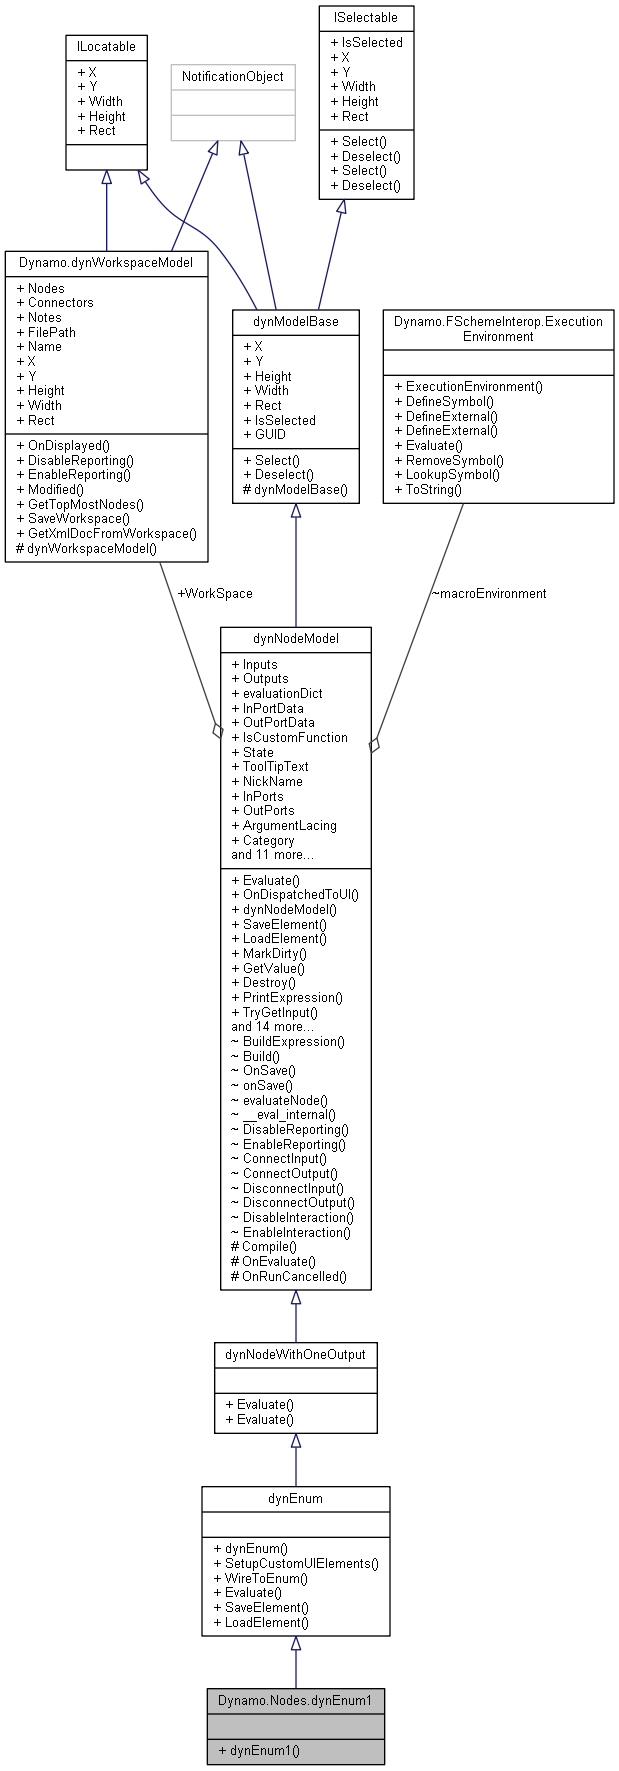 ILocatable
+ X
+ Y
+ Width
+ Height
+ Rect
NotificationObject
ISelectable
+ IsSelected
+ X
+ Y
+ Width
+ Height
+ Rect
+ Select()
+ Deselect()
+ Select()
+ Deselect()
Dynamo.dynWorkspaceModel
+ Nodes
+ Connectors
+ Notes
+ FilePath
+ Name
+ X
+ Y
+ Height
+ Width
+ Rect
+ OnDisplayed()
+ DisableReporting()
+ EnableReporting()
+ Modified()
+ GetTopMostNodes()
+ SaveWorkspace()
+ GetXmlDocFromWorkspace()
# dynWorkspaceModel()
dynModelBase
+ X
+ Y
+ Height
+ Width
+ Rect
+ IsSelected
+ GUID
+ Select()
+ Deselect()
# dynModelBase()
Dynamo.FSchemeInterop.Execution
Environment
+ ExecutionEnvironment()
+ DefineSymbol()
+ DefineExternal()
+ DefineExternal()
+ Evaluate()
+ RemoveSymbol()
+ LookupSymbol()
+ ToString()
+WorkSpace
~macroEnvironment
dynNodeModel
+ Inputs
+ Outputs
+ evaluationDict
+ InPortData
+ OutPortData
+ IsCustomFunction
+ State
+ ToolTipText
+ NickName
+ InPorts
+ OutPorts
+ ArgumentLacing
+ Category
and 11 more...
+ Evaluate()
+ OnDispatchedToUI()
+ dynNodeModel()
+ SaveElement()
+ LoadElement()
+ MarkDirty()
+ GetValue()
+ Destroy()
+ PrintExpression()
+ TryGetInput()
and 14 more...
~ BuildExpression()
~ Build()
~ OnSave()
~ onSave()
~ evaluateNode()
~ __eval_internal()
~ DisableReporting()
~ EnableReporting()
~ ConnectInput()
~ ConnectOutput()
~ DisconnectInput()
~ DisconnectOutput()
~ DisableInteraction()
~ EnableInteraction()
# Compile()
# OnEvaluate()
# OnRunCancelled()
dynNodeWithOneOutput
+ Evaluate()
+ Evaluate()
dynEnum
+ dynEnum()
+ SetupCustomUIElements()
+ WireToEnum()
+ Evaluate()
+ SaveElement()
+ LoadElement()
Dynamo.Nodes.dynEnum1
+ dynEnum1()